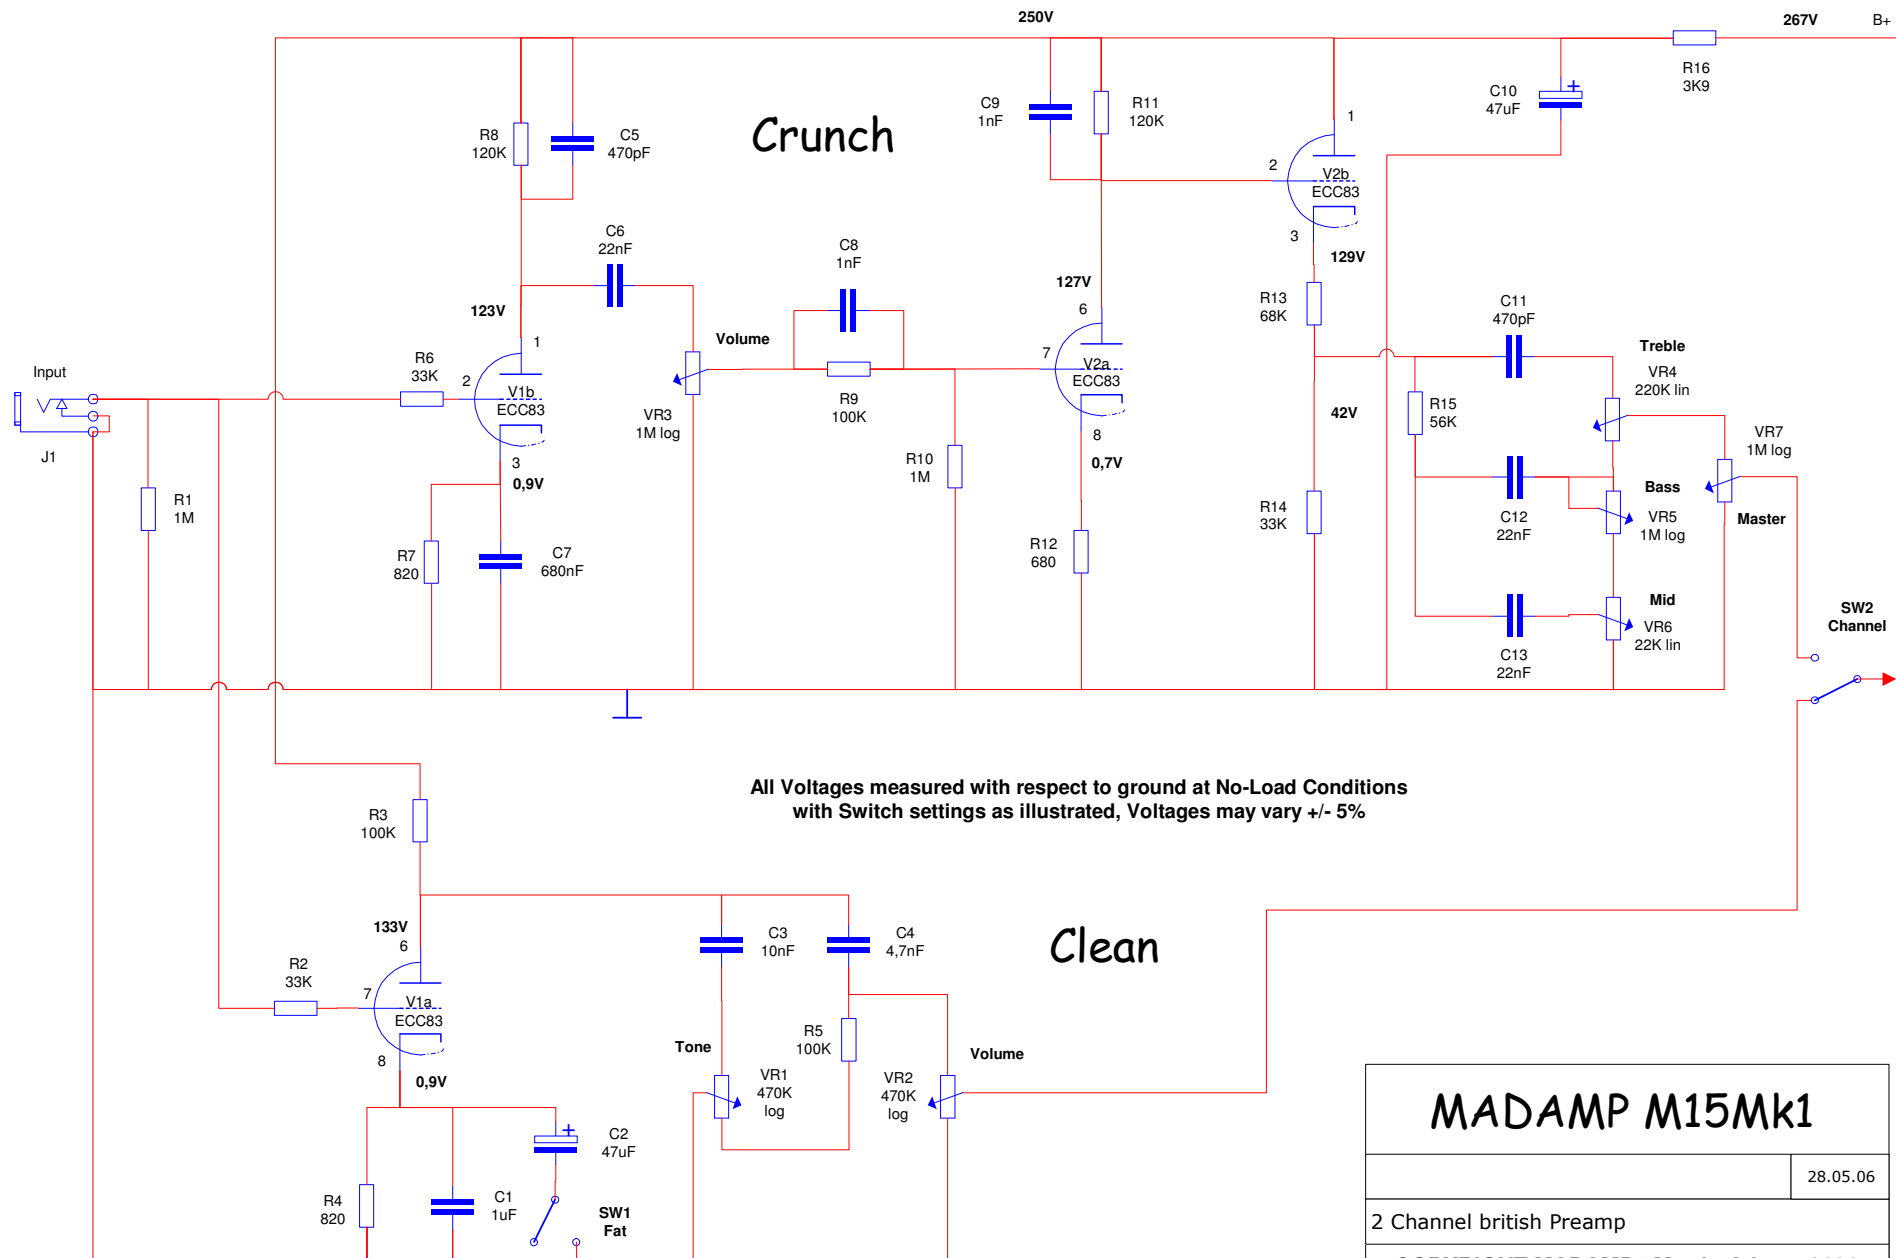 250V
267V
B+
R16
3K9
C9
1nF
R11
120K
C10
47uF
+
1
R8
120K
C5
470pF
Crunch
2
V2b
ECC83
3
129V
C6
22nF
C8
1nF
127V
6
R13
68K
C11
470pF
123V
1
Volume
Treble
VR4
220K lin
Input
R6
33K
2
V1b
ECC83
7
V2a
ECC83
R9
100K
VR3
1M log
42V
R15
56K
VR7
1M log
J1
3
0,9V
R10
1M
8
0,7V
R1
1M
R14
33K
C12
22nF
Bass
VR5
1M log
Master
R7
820
C7
680nF
R12
680
Mid
VR6
22K lin
C13
22nF
SW2
Channel
All Voltages measured with respect to ground at No-Load Conditions
with Switch settings as illustrated, Voltages may vary +/- 5%
R3
100K
133V
6
C3
10nF
C4
4,7nF
Clean
R2
33K
7
V1a
ECC83
8
0,9V
Tone
R5
100K
Volume
VR1
470K
log
VR2
470K
log
+
C2
47uF
R4
820
C1
1uF
SW1
Fat
MADAMP M15Mk1
28.05.06
2 Channel british Preamp